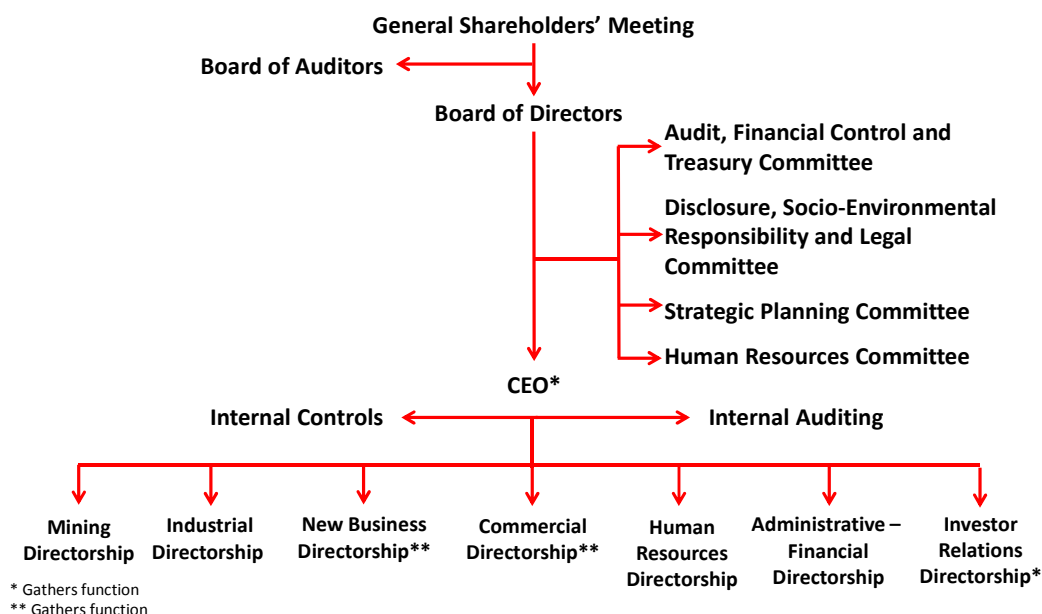 General Shareholders’ Meeting
Board of Auditors
Board of Directors
Audit, Financial Control and
Treasury Committee
Disclosure, Socio-Environmental
Responsibility and Legal
Committee
Strategic Planning Committee
Human Resources Committee
CEO*
Internal Controls
Internal Auditing
Mining
Directorship
Industrial
Directorship
New Business
Directorship**
Commercial
Directorship**
Human
Resources
Directorship
Administrative –
Financial
Directorship
Investor
Relations
Directorship*
* Gathers function
** Gathers function